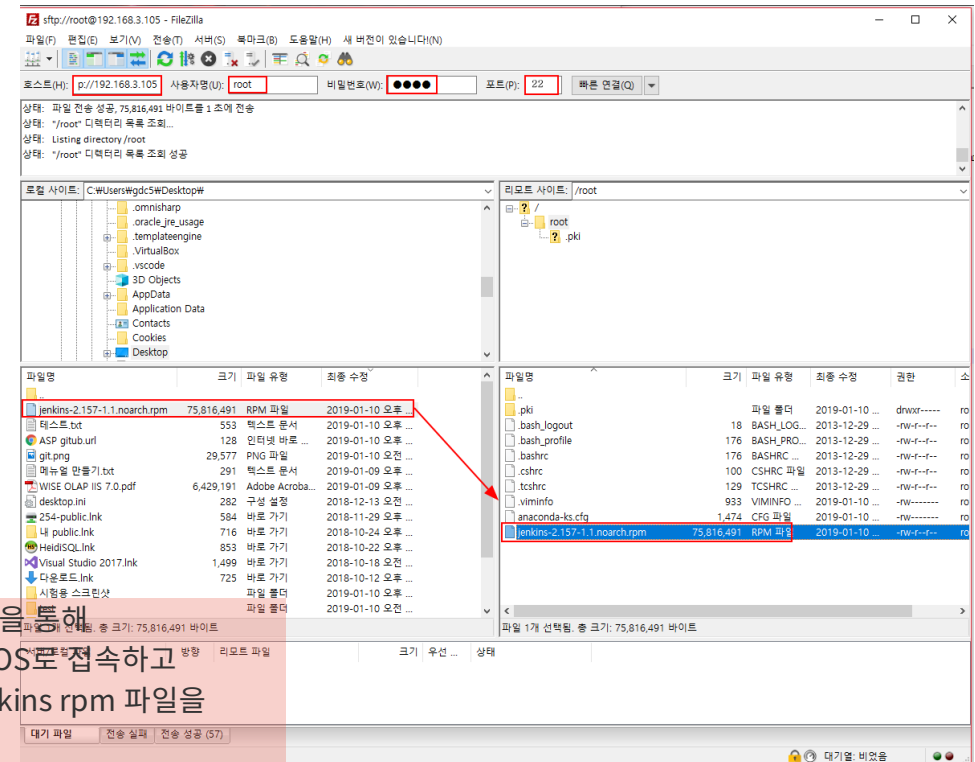 sftp://root@192.168.3.105 - FileZilla
파일(F) 편집(E) 보기(V) 전송(T) 서버(S) 북마크(B) 도움말(H) 새 버전이 있습니다!(N)
호스트(H): p://192.168.3.105 사용자명(U): root 비밀번호(W): ●●●● 포트(P): 22 빠른 연결(Q)
상태: 파일 전송 성공, 75,816,491 바이트를 1 초에 전송
상태: "/root" 디렉터리 목록 조회...
상태: Listing directory /root
상태: "/root" 디렉터리 목록 조회 성공
로컬 사이트: C:₩Users₩gdc5₩Desktop₩
.omnisharp
.oracle_jre_usage
.templateengine
.VirtualBox
.vscode
3D Objects
AppData
Application Data
Contacts
Cookies
Desktop
리모트 사이트: /root
/
root
.pki
파일명 크기 파일 유형 최종 수정
..
jenkins-2.157-1.1.noarch.rpm 75,816,491 RPM 파일 2019-01-10 오후 ...
테스트.txt 553 텍스트 문서 2019-01-10 오후 ...
ASP gitub.url 128 인터넷 바로 ... 2019-01-10 오후 ...
git.png 29,577 PNG 파일 2019-01-10 오전 ...
메뉴얼 만들기.txt 291 텍스트 문서 2019-01-09 오후 ...
WISE OLAP IIS 7.0.pdf 6,429,191 Adobe Acroba... 2019-01-09 오후 ...
desktop.ini 282 구성 설정 2018-12-13 오전 ...
254-public.lnk 584 바로 가기 2018-11-29 오후 ...
내 public.lnk 716 바로 가기 2018-10-24 오후 ...
HeidiSQL.lnk 853 바로 가기 2018-10-22 오후 ...
Visual Studio 2017.lnk 1,499 바로 가기 2018-10-18 오전 ...
다운로드.lnk 725 바로 가기 2018-10-12 오후 ...
시험용 스크린샷 파일 폴더 2019-01-10 오후 ...
파일 폴더 2019-01-10 오전 ...
파일 1개 선택됨. 총 크기: 75,816,491 바이트
파일명 크기 파일 유형 최종 수정 권한 소
..
.pki 파일 폴더 2019-01-10 ... drwxr----- ro
.bash_logout 18 BASH_LOG... 2013-12-29 ... -rw-r--r-- ro
.bash_profile 176 BASH_PRO... 2013-12-29 ... -rw-r--r-- ro
.bashrc 176 BASHRC ... 2013-12-29 ... -rw-r--r-- ro
.cshrc 100 CSHRC 파일 2013-12-29 ... -rw-r--r-- ro
.tcshrc 129 TCSHRC ... 2013-12-29 ... -rw-r--r-- ro
.viminfo 933 VIMINFO ... 2019-01-10 ... -rw------- ro
anaconda-ks.cfg 1,474 CFG 파일 2019-01-10 ... -rw------- ro
jenkins-2.157-1.1.noarch.rpm 75,816,491 RPM 파일 2019-01-10 ... -rw-r--r-- ro
파일 1개 선택됨. 총 크기: 75,816,491 바이트
을 통해
OS로 접속하고
kins rpm 파일을
방향 리모트 파일 크기 우선 ... 상태
대기 파일 전송 실패 전송 성공 (57)
대기열: 비었음